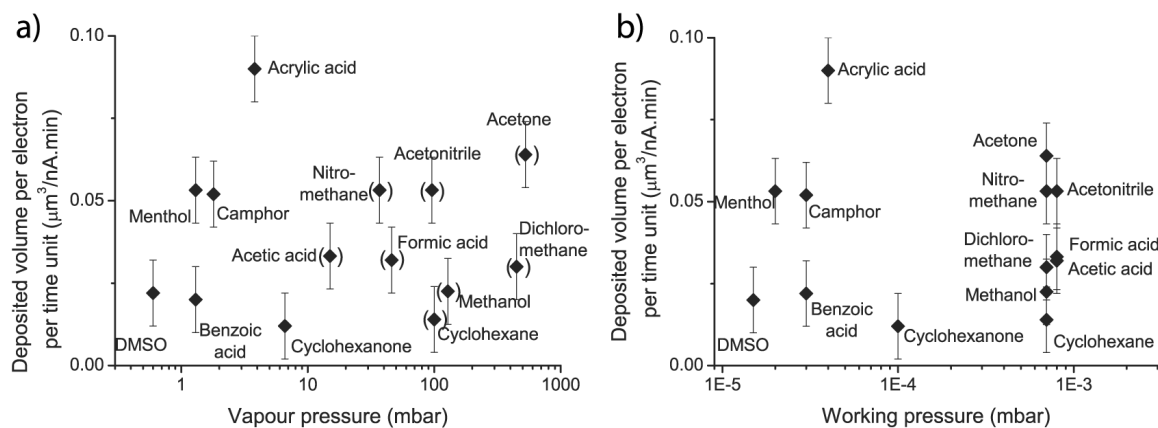 a)
Deposited volume per electron
per time unit (μm³/nA.min)
0.10
0.05
0.00
Acrylic acid
Acetone
Nitro-
methane
Acetonitrile
Menthol
Camphor
Dichloro-
methane
Acetic acid
Formic acid
Methanol
DMSO
Benzoic
acid
Cyclohexanone
Cyclohexane
1
10
100
1000
Vapour pressure (mbar)
b)
Deposited volume per electron
per time unit (μm³/nA.min)
0.10
0.05
0.00
Acrylic acid
Acetone
Nitro-
methane
Acetonitrile
Menthol
Camphor
Dichloro-
methane
Formic acid
Acetic acid
Methanol
DMSO
Benzoic
acid
Cyclohexanone
Cyclohexane
1E-5
1E-4
1E-3
Working pressure (mbar)